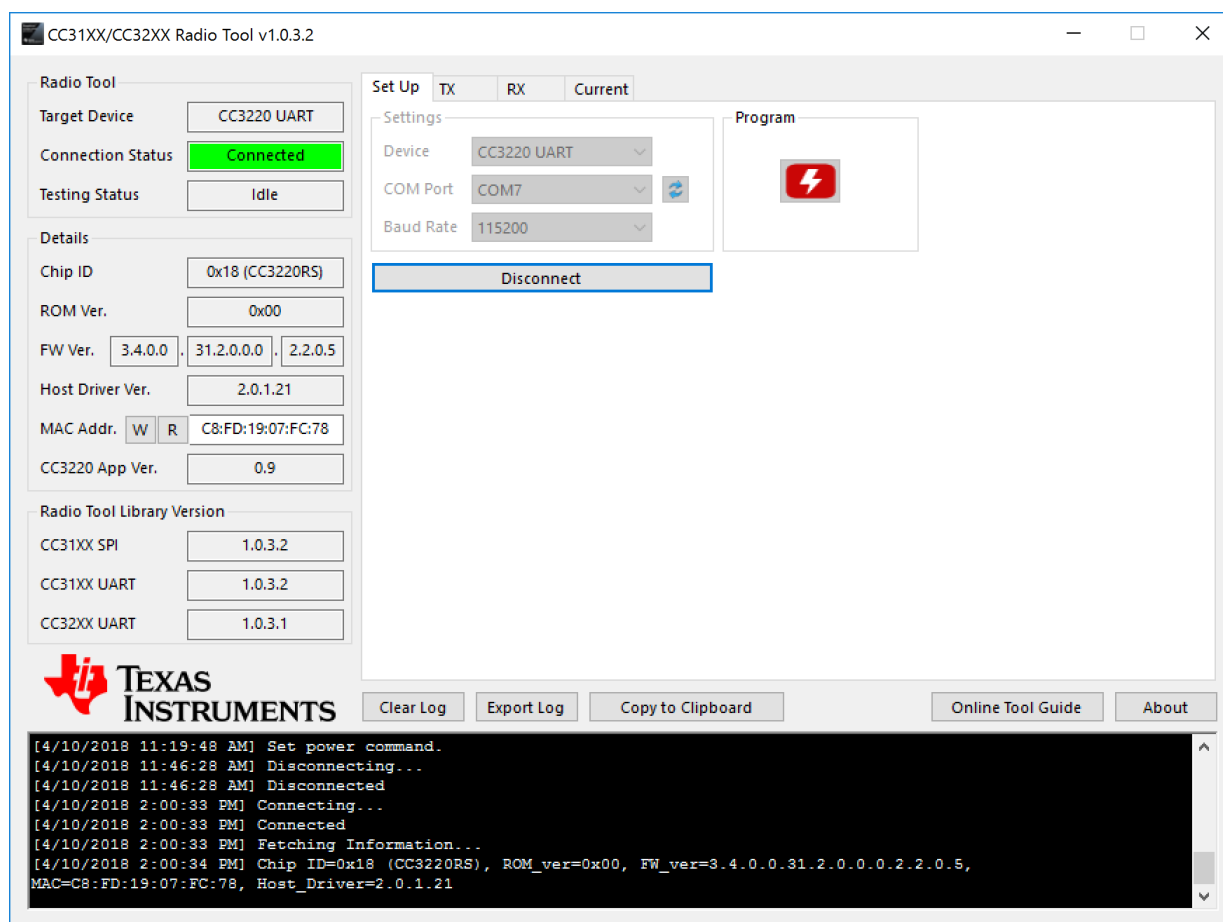 CC31XX/CC32XX Radio Tool v1.0.3.2
Radio Tool
Target Device CC3220 UART
Connection Status Connected
Testing Status Idle
Details
Chip ID 0x18 (CC3220RS)
ROM Ver. 0x00
FW Ver. 3.4.0.0 . 31.2.0.0.0 . 2.2.0.5
Host Driver Ver. 2.0.1.21
MAC Addr. W R C8:FD:19:07:FC:78
CC3220 App Ver. 0.9
Radio Tool Library Version
CC31XX SPI 1.0.3.2
CC31XX UART 1.0.3.2
CC32XX UART 1.0.3.1
TEXAS
INSTRUMENTS
Set Up TX RX Current
Settings
Device CC3220 UART
COM Port COM7
Baud Rate 115200
Disconnect
Program
Clear Log Export Log Copy to Clipboard Online Tool Guide About
[4/10/2018 11:19:48 AM] Set power command.
[4/10/2018 11:46:28 AM] Disconnecting...
[4/10/2018 11:46:28 AM] Disconnected
[4/10/2018 2:00:33 PM] Connecting...
[4/10/2018 2:00:33 PM] Connected
[4/10/2018 2:00:33 PM] Fetching Information...
[4/10/2018 2:00:34 PM] Chip ID=0x18 (CC3220RS), ROM_ver=0x00, FW_ver=3.4.0.0.31.2.0.0.0.2.2.0.5,
MAC=C8:FD:19:07:FC:78, Host_Driver=2.0.1.21